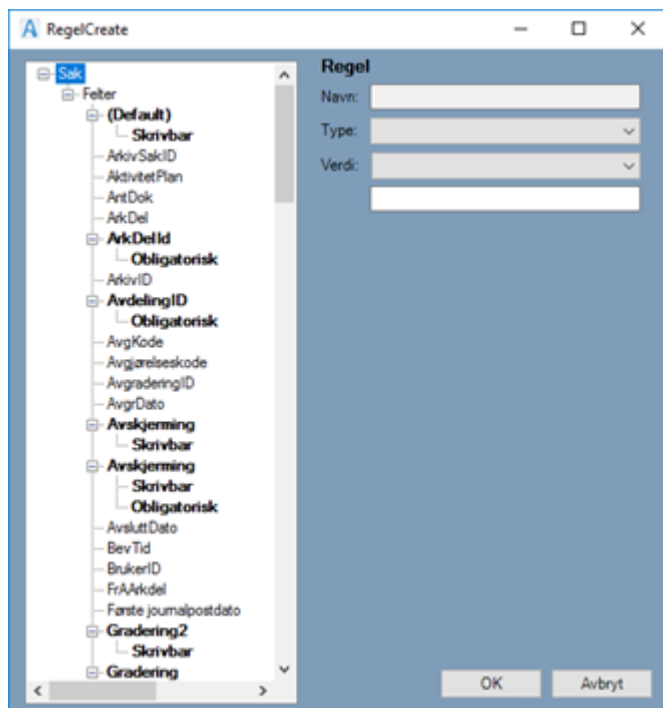 RegelCreate
Sak
Felter
(Default)
Skrivbar
ArkivSakID
AktivitetPlan
AntDok
ArkDel
ArkDelId
Obligatorisk
ArkivID
AvdelingID
Obligatorisk
AvgKode
Avgjørelseskode
AvgraderingID
AvgrDato
Avskjerming
Skrivbar
Avskjerming
Skrivbar
Obligatorisk
AvsluttDato
BevTid
BrukerID
FrAArkdel
Første journalpostdato
Gradering2
Skrivbar
Gradering
Regel
Navn:
Type:
Verdi:
OK
Avbryt